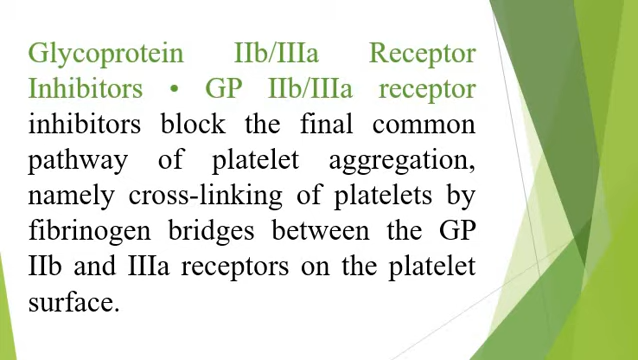 Glycoprotein IIb/IIIa Receptor
Inhibitors • GP IIb/IIIa receptor
inhibitors block the final common
pathway of platelet aggregation,
namely cross-linking of platelets by
fibrinogen bridges between the GP
IIb and IIIa receptors on the platelet
surface.